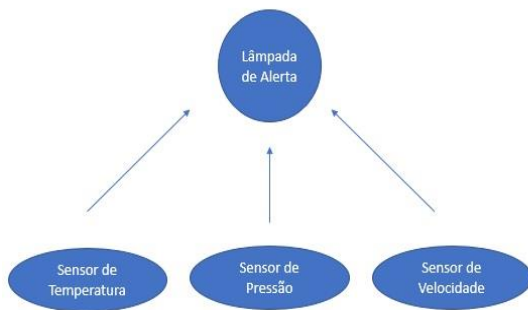 Lâmpada
de Alerta
Sensor de
Temperatura
Sensor de
Pressão
Sensor de
Velocidade